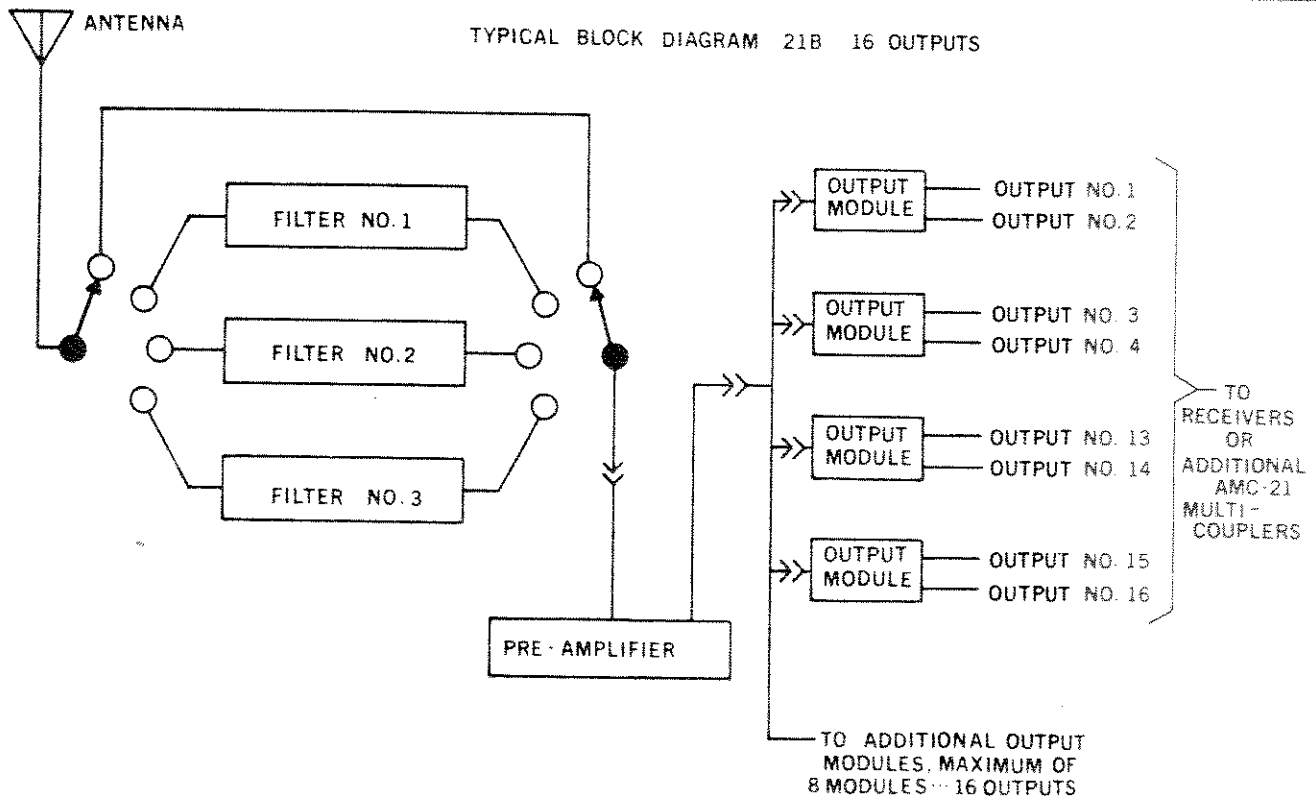 ANTENNA
TYPICAL BLOCK DIAGRAM 21B 16 OUTPUTS
FILTER NO.1
FILTER NO.2
FILTER NO.3
PRE-AMPLIFIER
OUTPUT
MODULE
OUTPUT NO. 1
OUTPUT NO. 2
OUTPUT
MODULE
OUTPUT NO. 3
OUTPUT NO. 4
OUTPUT
MODULE
OUTPUT NO. 13
OUTPUT NO. 14
OUTPUT
MODULE
OUTPUT NO. 15
OUTPUT NO. 16
TO
RECEIVERS
OR
ADDITIONAL
AMC-21
MULTI-
COUPLERS
TO ADDITIONAL OUTPUT
MODULES. MAXIMUM OF
8 MODULES ··· 16 OUTPUTS